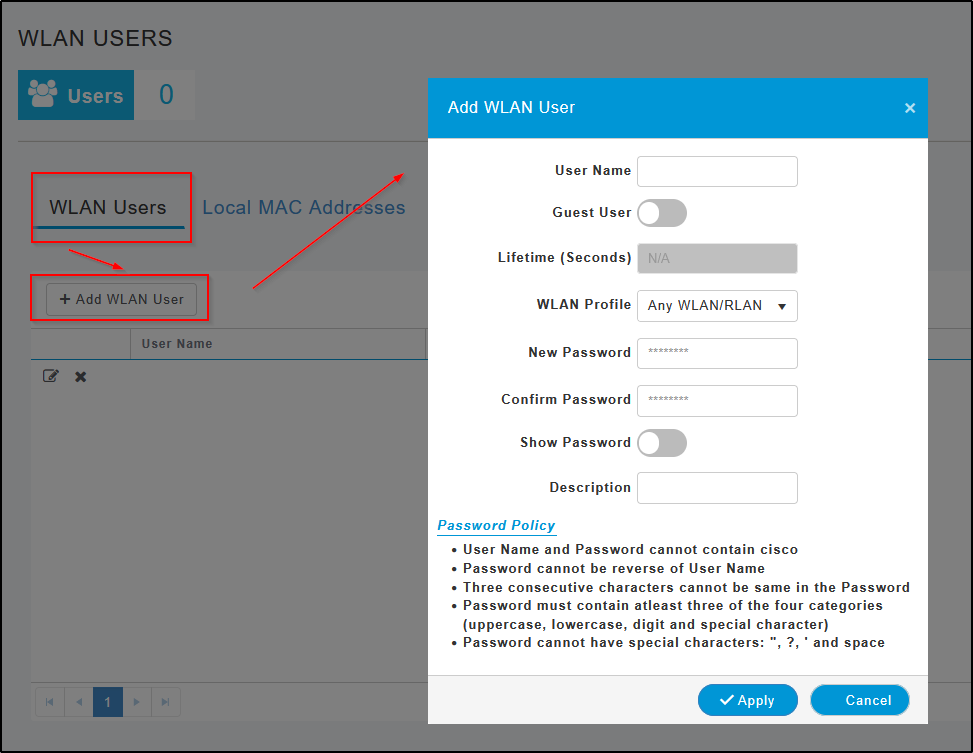 WLAN USERS
Users 0
WLAN Users Local MAC Addresses
+ Add WLAN User
User Name
1
Add WLAN User ×
User Name
Guest User
Lifetime (Seconds) N/A
WLAN Profile Any WLAN/RLAN ▼
New Password ********
Confirm Password ********
Show Password
Description
Password Policy
• User Name and Password cannot contain cisco
• Password cannot be reverse of User Name
• Three consecutive characters cannot be same in the Password
• Password must contain atleast three of the four categories
(uppercase, lowercase, digit and special character)
• Password cannot have special characters: ", ?, ' and space
Apply Cancel